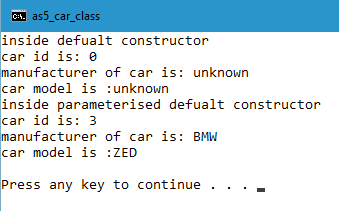 as5_car_class
inside defualt constructor
car id is: 0
manufacturer of car is: unknown
car model is :unknown
inside parameterised defualt constructor
car id is: 3
manufacturer of car is: BMW
car model is :ZED
Press any key to continue . . .